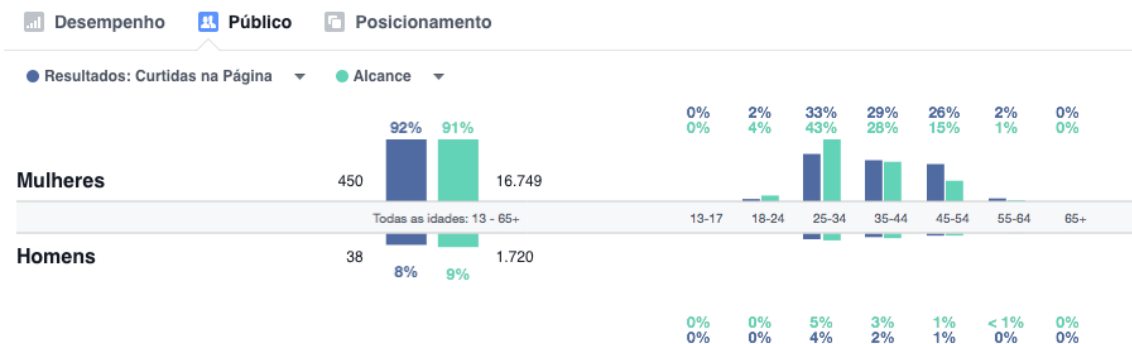 Desempenho Público Posicionamento
Resultados: Curtidas na Página Alcance
0% 2% 33% 29% 26% 2% 0%
92% 91% 0% 4% 43% 28% 15% 1% 0%
Mulheres 450 16.749
Todas as idades: 13 - 65+ 13-17 18-24 25-34 35-44 45-54 55-64 65+
Homens 38 1.720
8% 9%
0% 0% 5% 3% 1% < 1% 0%
0% 0% 4% 2% 1% 0% 0%